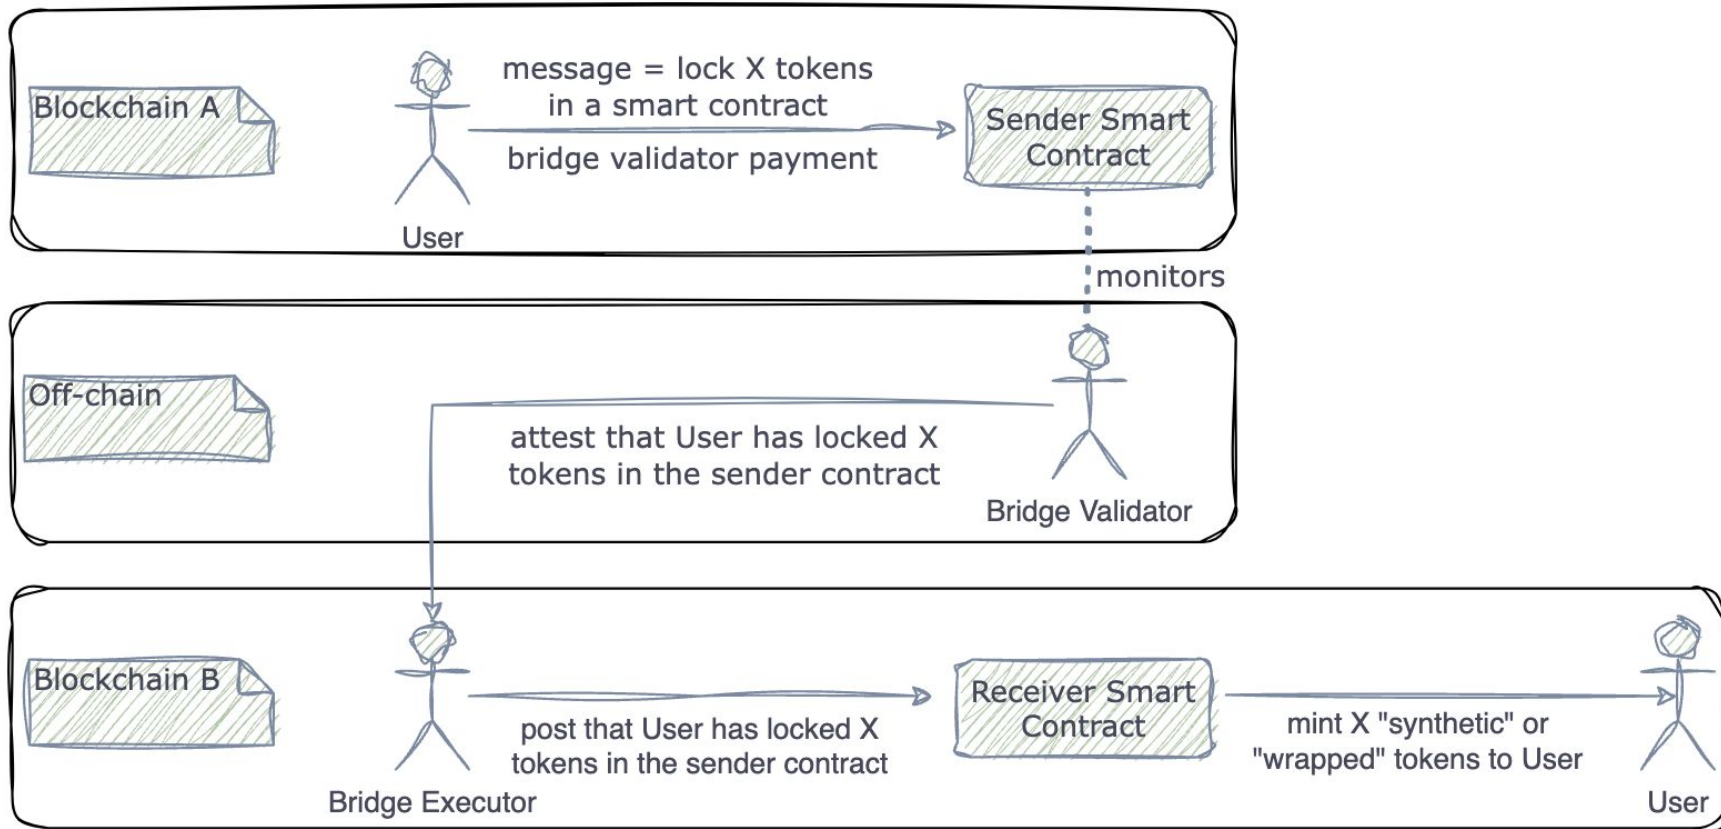 Blockchain A
message = lock X tokens
in a smart contract
bridge validator payment
User
Sender Smart
Contract
monitors
Off-chain
attest that User has locked X
tokens in the sender contract
Bridge Validator
Blockchain B
Bridge Executor
post that User has locked X
tokens in the sender contract
Receiver Smart
Contract
mint X "synthetic" or
"wrapped" tokens to User
User